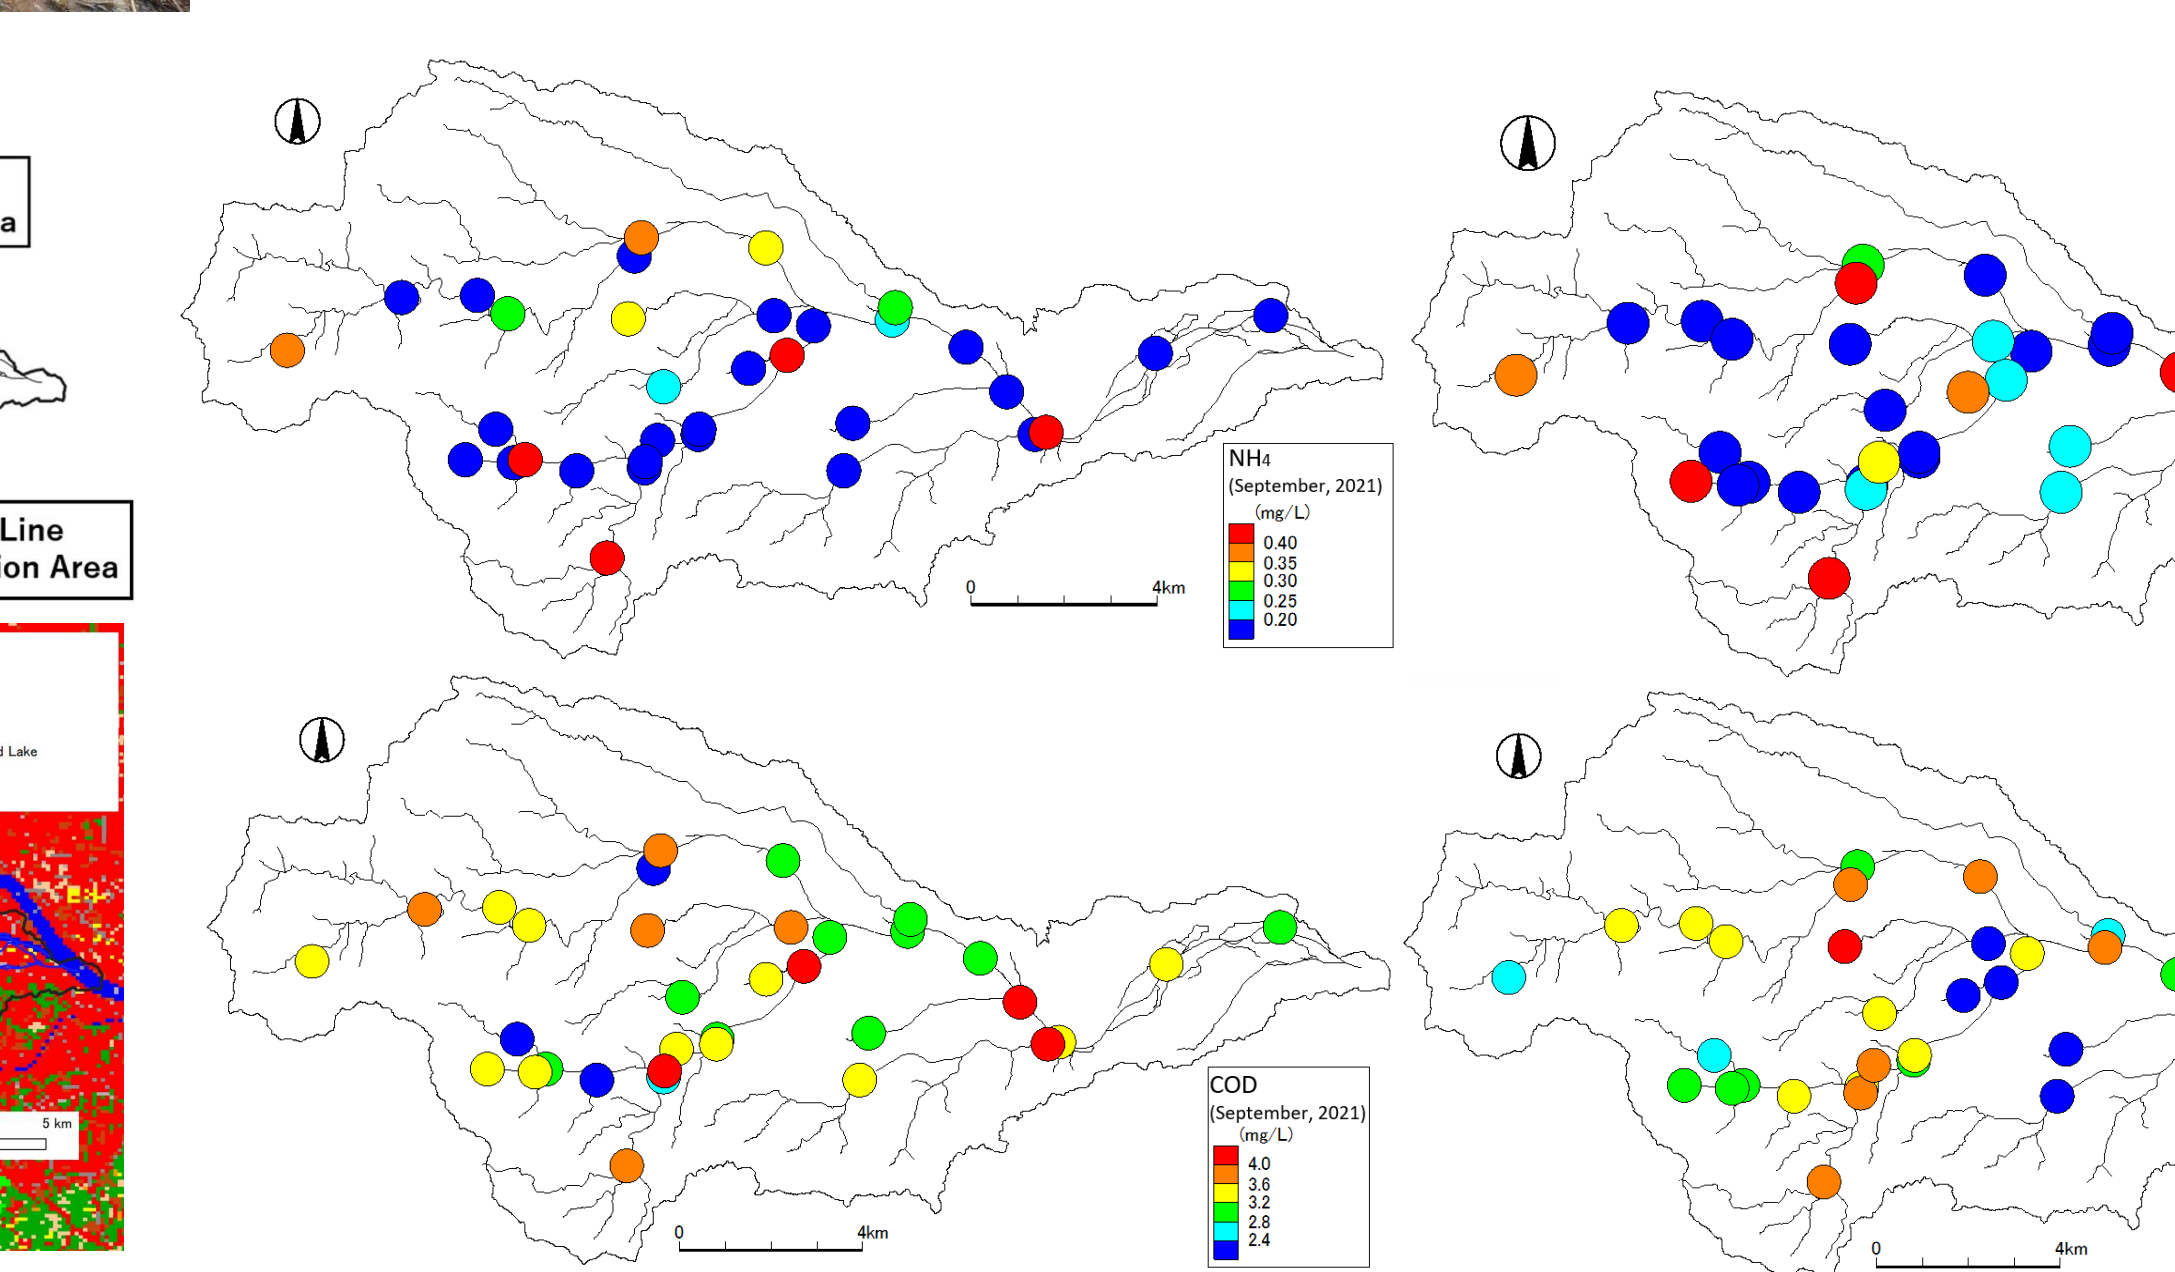 a
Line
ion Area
d Lake
5 km
0 4km
NH4
(September, 2021)
(mg/L)
0.40
0.35
0.30
0.25
0.20
0 4km
COD
(September, 2021)
(mg/L)
4.0
3.6
3.2
2.8
2.4
0 4km